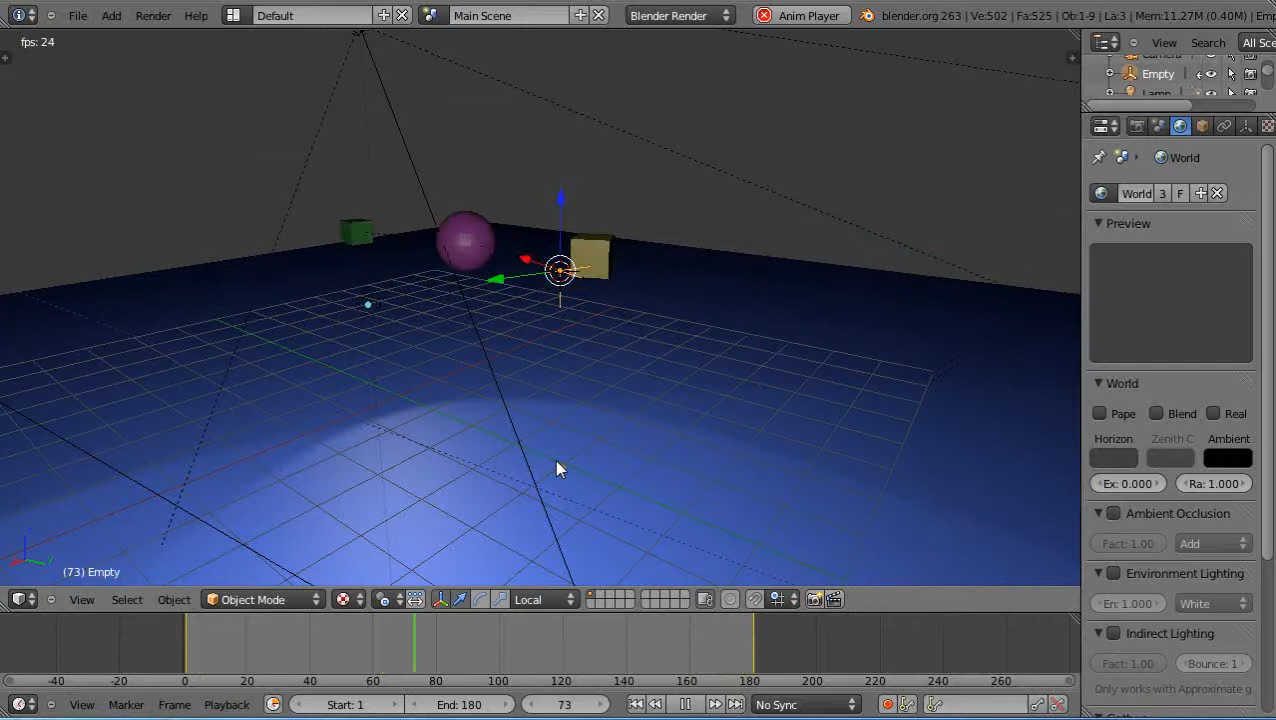 File Add Render Help Default Main Scene Blender Render Anim Player blender.org 263 | Ve:502 | Fa:525 | Ob:1-9 | La:3 | Mem:11.27M (0.40M) | Em
fps: 24
View Search All Sce
Empty
World
World 3 F
Preview
World
Pape Blend Real
Horizon Zenith C Ambient
Ex: 0.000 Ra: 1.000
Ambient Occlusion
Fact: 1.00 Add
Environment Lighting
En: 1.000 White
Indirect Lighting
Fact: 1.00 Bounce: 1
Only works with Approximate g
(73) Empty
View Select Object Object Mode Local
-40 -20 0 20 40 60 80 100 120 140 160 180 200 220 240 260
View Marker Frame Playback Start: 1 End: 180 73 No Sync